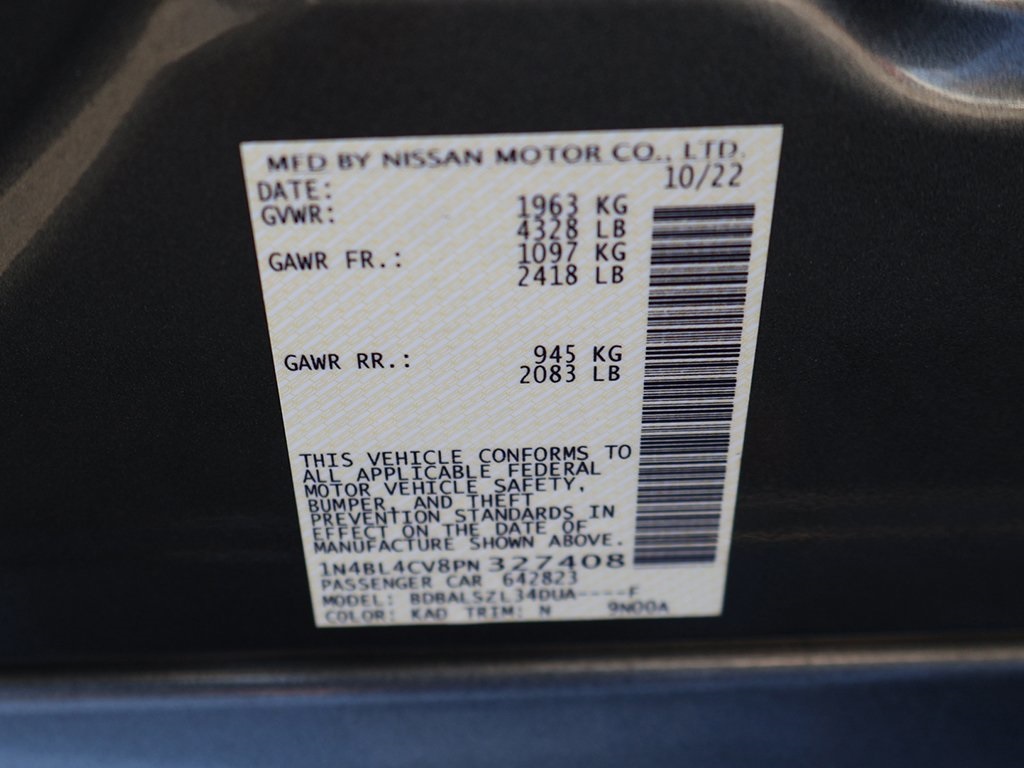 MFD BY NISSAN MOTOR CO., LTD.
DATE: 10/22
GVWR: 1963 KG
4328 LB
GAWR FR.: 1097 KG
2418 LB
GAWR RR.: 945 KG
2083 LB
THIS VEHICLE CONFORMS TO
ALL APPLICABLE FEDERAL
MOTOR VEHICLE SAFETY,
BUMPER, AND THEFT
PREVENTION STANDARDS IN
EFFECT ON THE DATE OF
MANUFACTURE SHOWN ABOVE.
1N4BL4CV8PN 327408
PASSENGER CAR 642823
MODEL: BDBALSZL34DUA----F
COLOR: KAD TRIM: N 9N00A